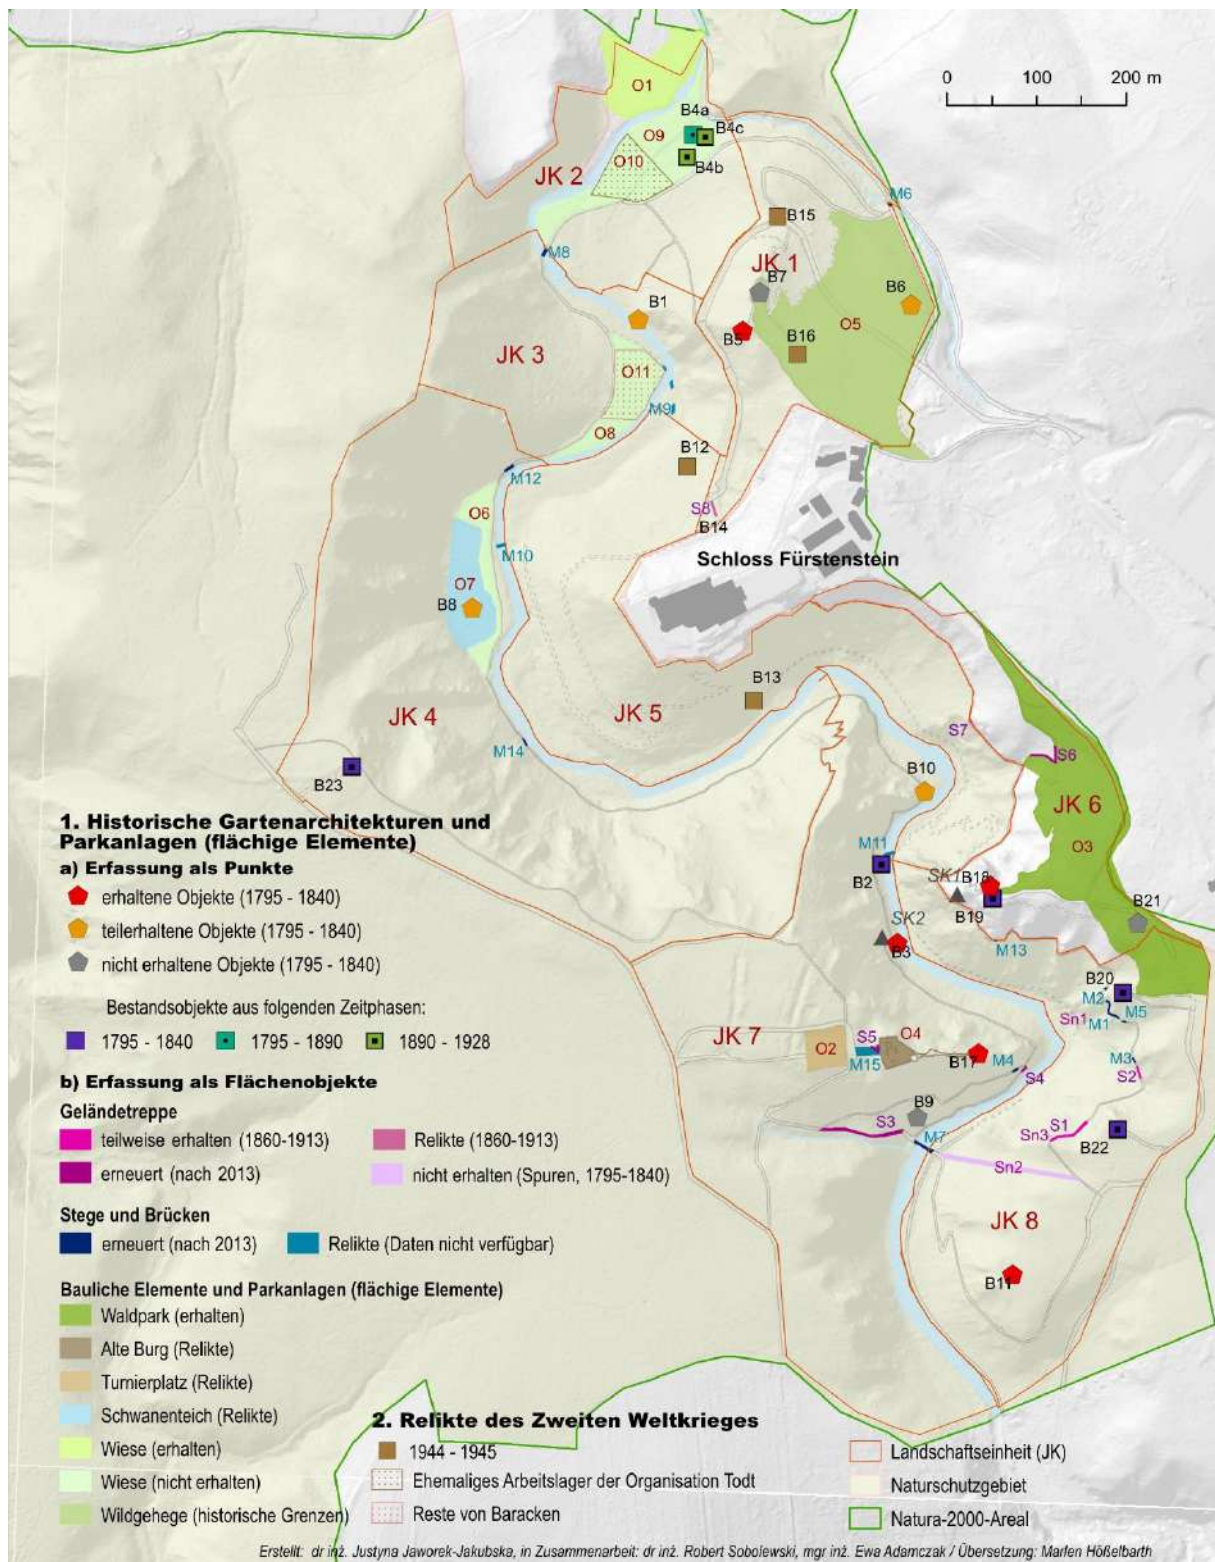 0 100 200 m
O1
B4a
B4c
O9
O10
B4b
JK 2
M6
B15
M8
JK 1
B7
B6
B1
O5
B5
B16
JK 3
O11
M9
O8
B12
M12
O6
S8
B14
M10
Schloss Fürstenstein
O7
B8
B13
JK 4
JK 5
S7
M14
S6
B10
B23
JK 6
O3
M11
B2
SK1
B18
B19
B21
SK2
B3
M13
B20
M2
M5
Sn1
M1
JK 7
S5
O4
O2
M15
B17
M4
S4
M3
S2
B9
S3
S1
M7
Sn3
B22
Sn2
JK 8
B11
1. Historische Gartenarchitekturen und
Parkanlagen (flächige Elemente)
a) Erfassung als Punkte
erhaltene Objekte (1795 - 1840)
teilerhaltene Objekte (1795 - 1840)
nicht erhaltene Objekte (1795 - 1840)
Bestandsobjekte aus folgenden Zeitphasen:
1795 - 1840 1795 - 1890 1890 - 1928
b) Erfassung als Flächenobjekte
Geländetreppe
teilweise erhalten (1860-1913) Relikte (1860-1913)
erneuert (nach 2013) nicht erhalten (Spuren, 1795-1840)
Stege und Brücken
erneuert (nach 2013) Relikte (Daten nicht verfügbar)
Bauliche Elemente und Parkanlagen (flächige Elemente)
Waldpark (erhalten)
Alte Burg (Relikte)
Turnierplatz (Relikte)
Schwanenteich (Relikte)
Wiese (erhalten)
Wiese (nicht erhalten)
Wildgehege (historische Grenzen)
2. Relikte des Zweiten Weltkrieges
1944 - 1945
Ehemaliges Arbeitslager der Organisation Todt
Reste von Baracken
Landschaftseinheit (JK)
Naturschutzgebiet
Natura-2000-Areal
Erstellt: dr inż. Justyna Jaworek-Jakubska, in Zusammenarbeit: dr inż. Robert Sobolewski, mgr inż. Ewa Adamczak / Übersetzung: Marlen Hößelbarth